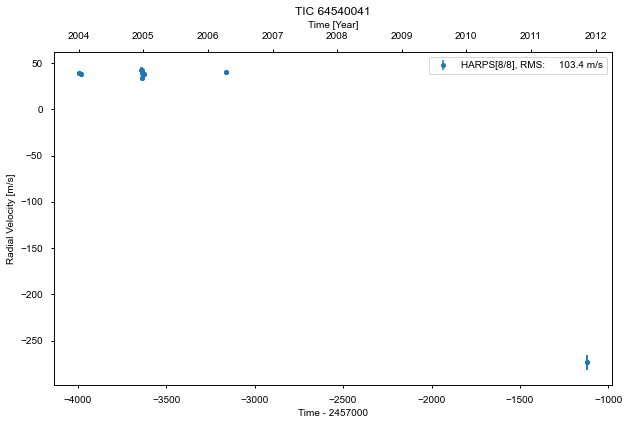 TIC 64540041
Time [Year]
2004 2005 2006 2007 2008 2009 2010 2011 2012
HARPS[8/8], RMS: 103.4 m/s
50
0
−50
−100
−150
−200
−250
Radial Velocity [m/s]
−4000 −3500 −3000 −2500 −2000 −1500 −1000
Time - 2457000